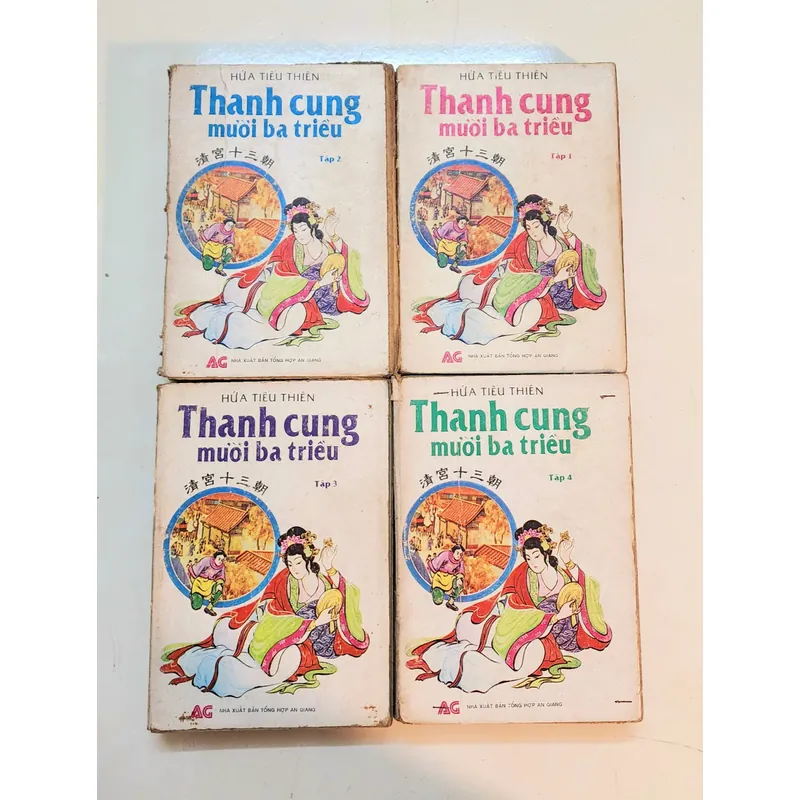 HỨA TIẾU THIÊN
Thanh cung
mười ba triều
清宮十三朝
Tập 2
AG NHÀ XUẤT BẢN TỔNG HỢP AN GIANG
HỨA TIẾU THIÊN
Thanh cung
mười ba triều
清宮十三朝
Tập 1
AG NHÀ XUẤT BẢN TỔNG HỢP AN GIANG
HỨA TIẾU THIÊN
Thanh cung
mười ba triều
清宮十三朝
Tập 3
AG NHÀ XUẤT BẢN TỔNG HỢP AN GIANG
HỨA TIẾU THIÊN
Thanh cung
mười ba triều
清宮十三朝
Tập 4
AG NHÀ XUẤT BẢN TỔNG HỢP AN GIANG